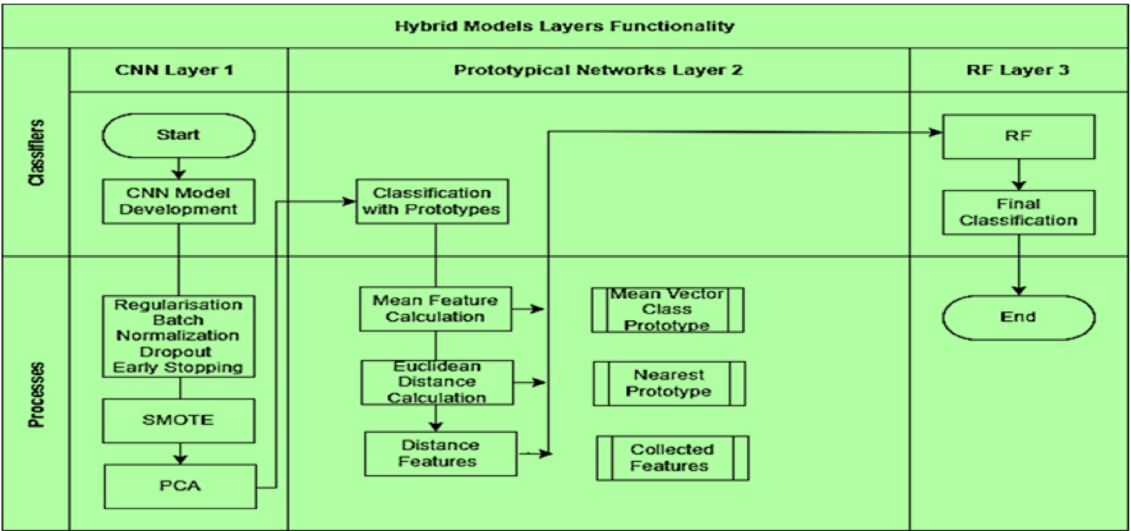 Hybrid Models Layers Functionality
CNN Layer 1
Prototypical Networks Layer 2
RF Layer 3
Classifiers
Start
CNN Model
Development
Classification
with Prototypes
RF
Final
Classification
Processes
Regularisation
Batch
Normalization
Dropout
Early Stopping
SMOTE
PCA
Mean Feature
Calculation
Euclidean
Distance
Calculation
Distance
Features
Mean Vector
Class
Prototype
Nearest
Prototype
Collected
Features
End